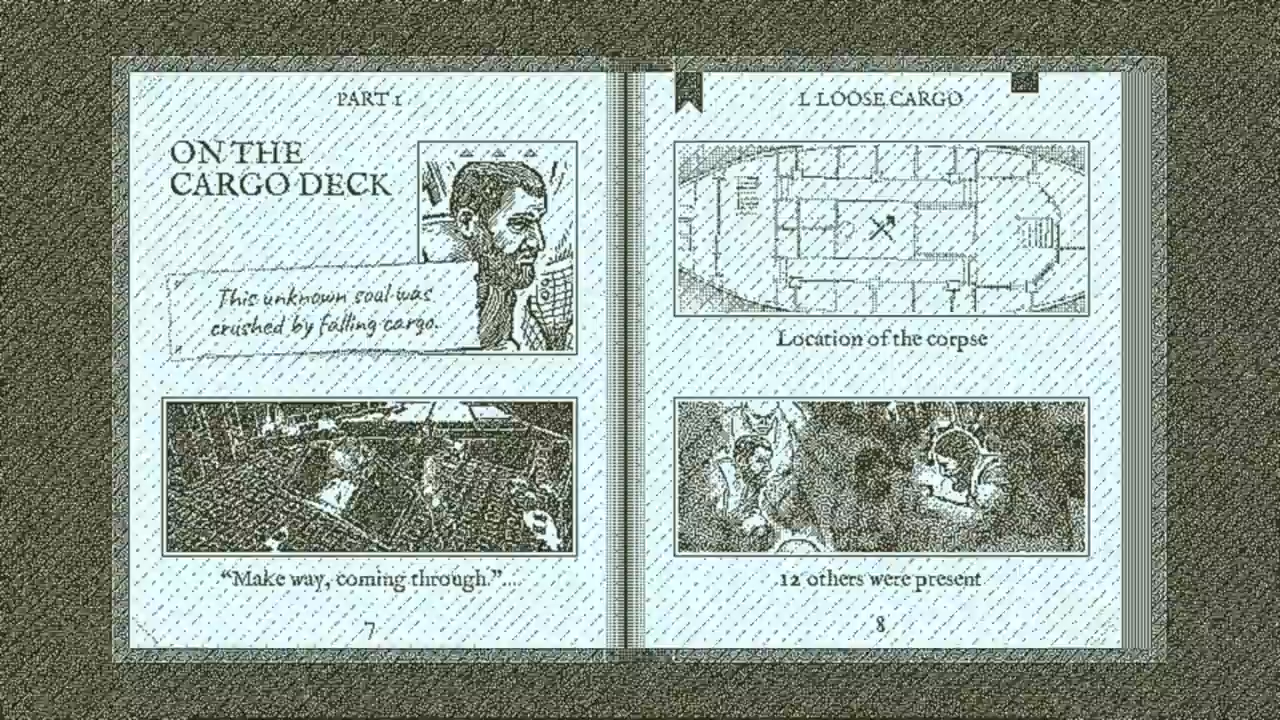 PART 1
ON THE
CARGO DECK
This unknown soul was
crushed by falling cargo.
“Make way, coming through.”....
7
I. LOOSE CARGO
Location of the corpse
12 others were present
8